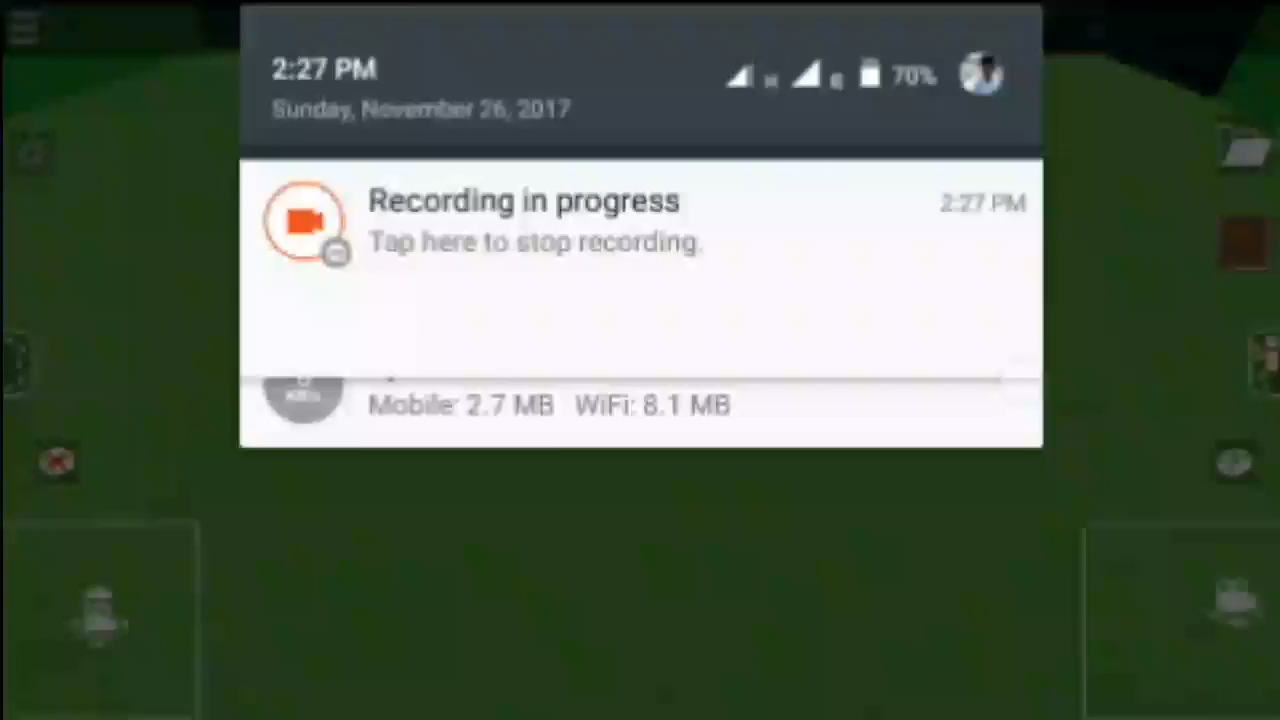 2:27 PM
70%
Sunday, November 26, 2017
Recording in progress
2:27 PM
Tap here to stop recording.
Mobile: 2.7 MB WiFi: 8.1 MB